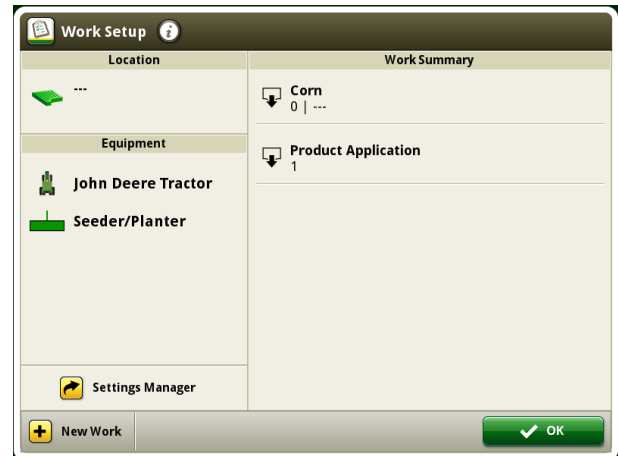 Work Setup i
Location
---
Equipment
John Deere Tractor
Seeder/Planter
Settings Manager
Work Summary
Corn
0 | ---
Product Application
1
New Work
OK